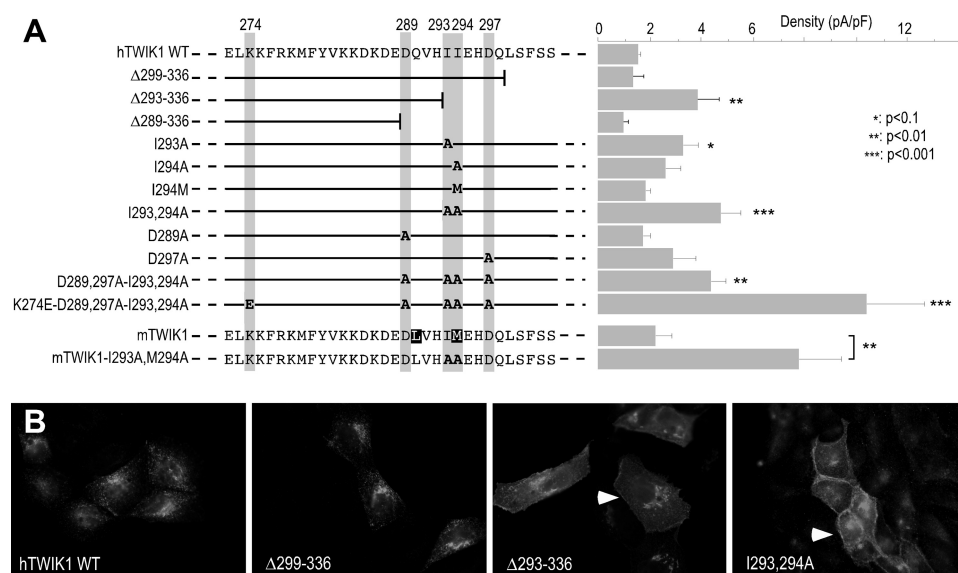 A
274 289 293 294 297
Density (pA/pF)
0 2 4 6 8 10 12
hTWIK1 WT ELKKFRKMFYVKKDKDEDQVHIIEHDQLSFSS
Δ299-336
Δ293-336 **
Δ289-336
*: p<0.1
**: p<0.01
***: p<0.001
I293A A *
I294A A
I294M M
I293,294A AA ***
D289A A
D297A A
D289,297A-I293,294A A AA A **
K274E-D289,297A-I293,294A E A AA A ***
mTWIK1 ELKKFRKMFYVKKDKDEDLVHIMEHDQLSFSS
**
mTWIK1-I293A,M294A ELKKFRKMFYVKKDKDEDLVHAAEHDQLSFSS
B
hTWIK1 WT
Δ299-336
Δ293-336
I293,294A